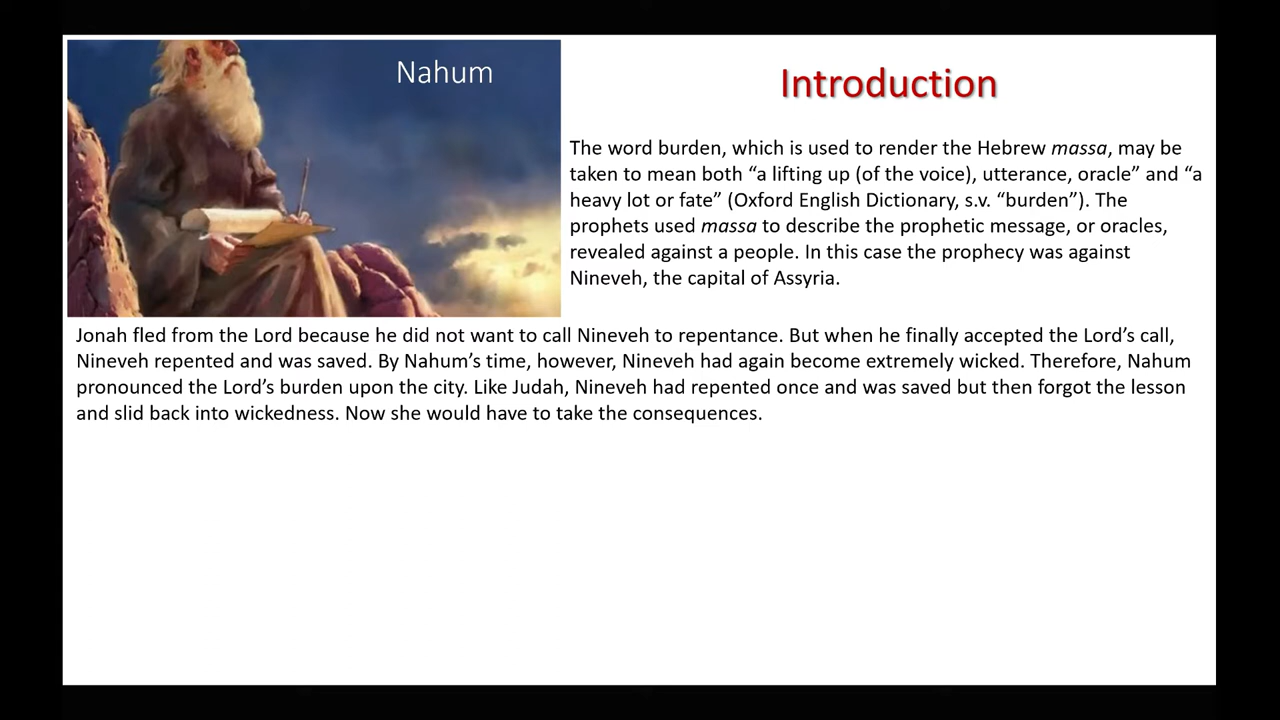 Nahum
Introduction
The word burden, which is used to render the Hebrew massa, may be
taken to mean both “a lifting up (of the voice), utterance, oracle” and “a
heavy lot or fate” (Oxford English Dictionary, s.v. “burden”). The
prophets used massa to describe the prophetic message, or oracles,
revealed against a people. In this case the prophecy was against
Nineveh, the capital of Assyria.
Jonah fled from the Lord because he did not want to call Nineveh to repentance. But when he finally accepted the Lord’s call,
Nineveh repented and was saved. By Nahum’s time, however, Nineveh had again become extremely wicked. Therefore, Nahum
pronounced the Lord’s burden upon the city. Like Judah, Nineveh had repented once and was saved but then forgot the lesson
and slid back into wickedness. Now she would have to take the consequences.